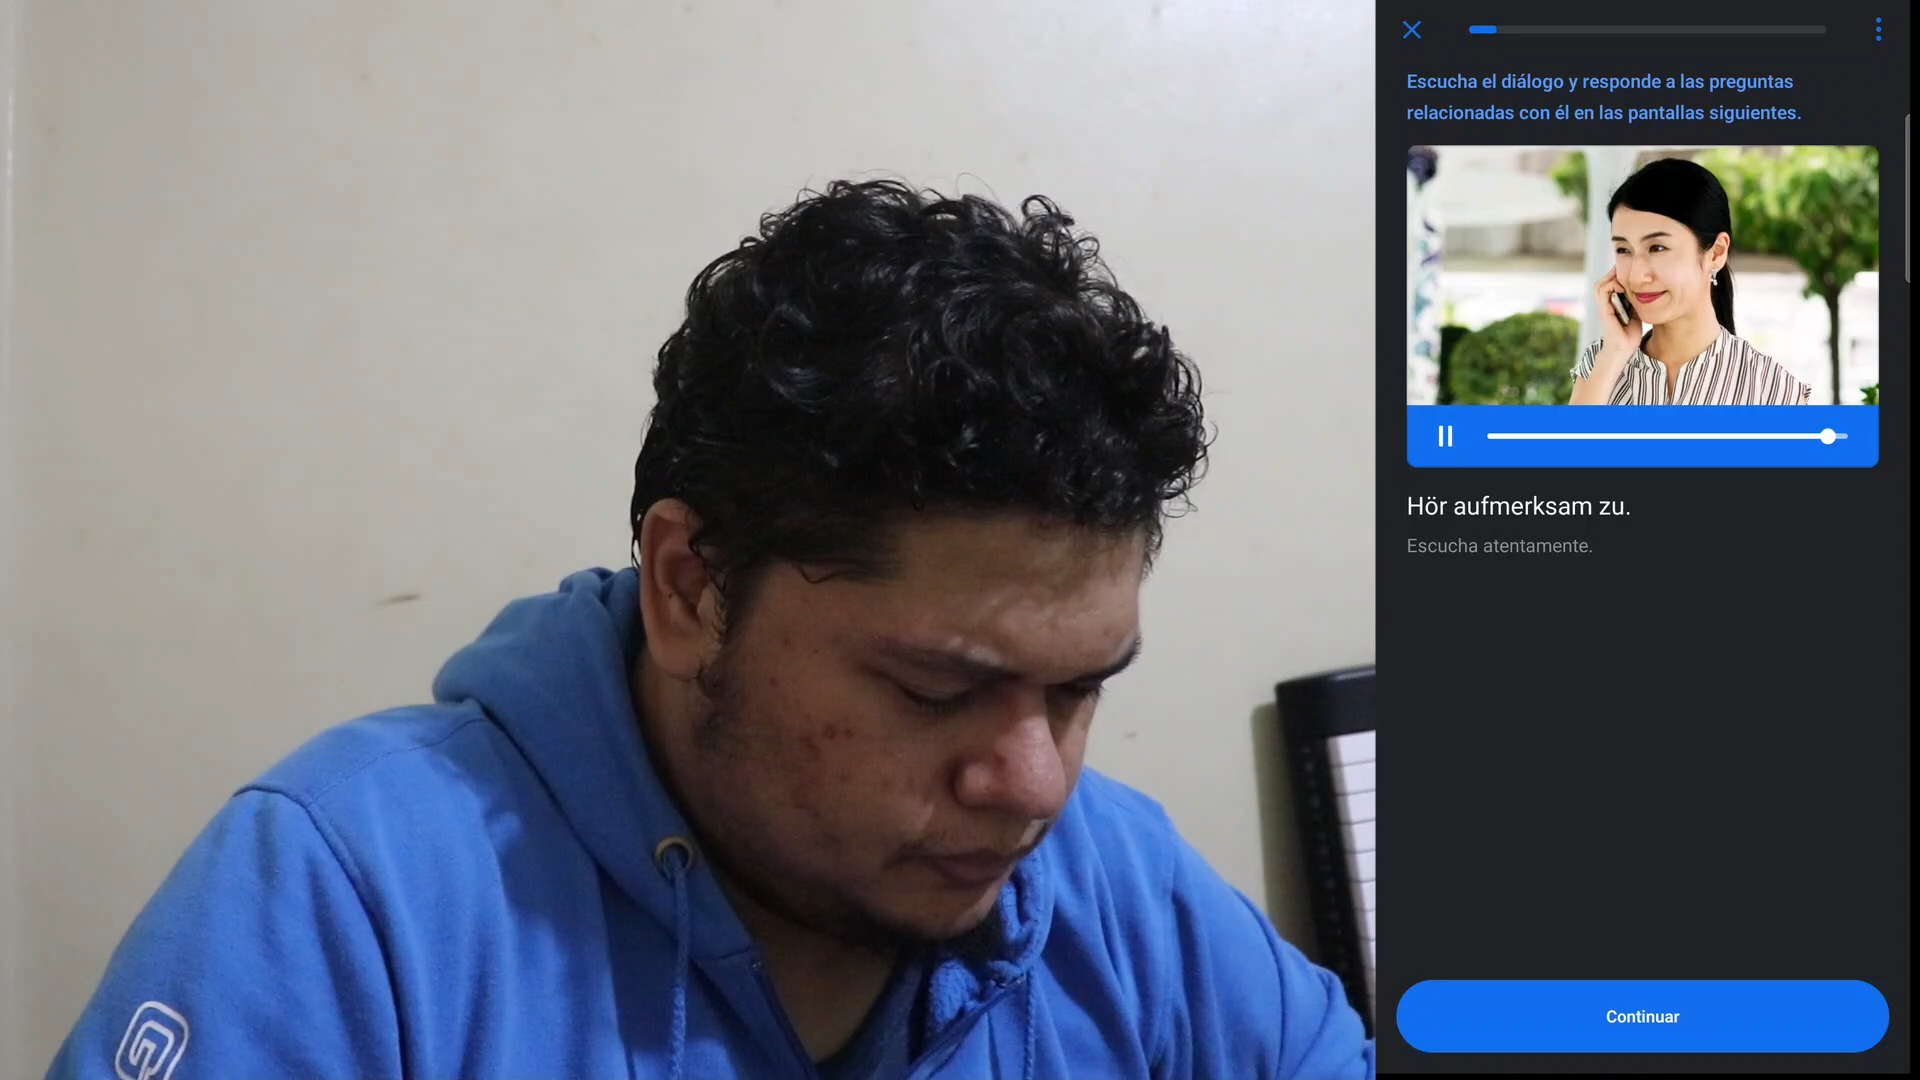 Escucha el diálogo y responde a las preguntas
relacionadas con él en las pantallas siguientes.
Hör aufmerksam zu.
Escucha atentamente.
Continuar